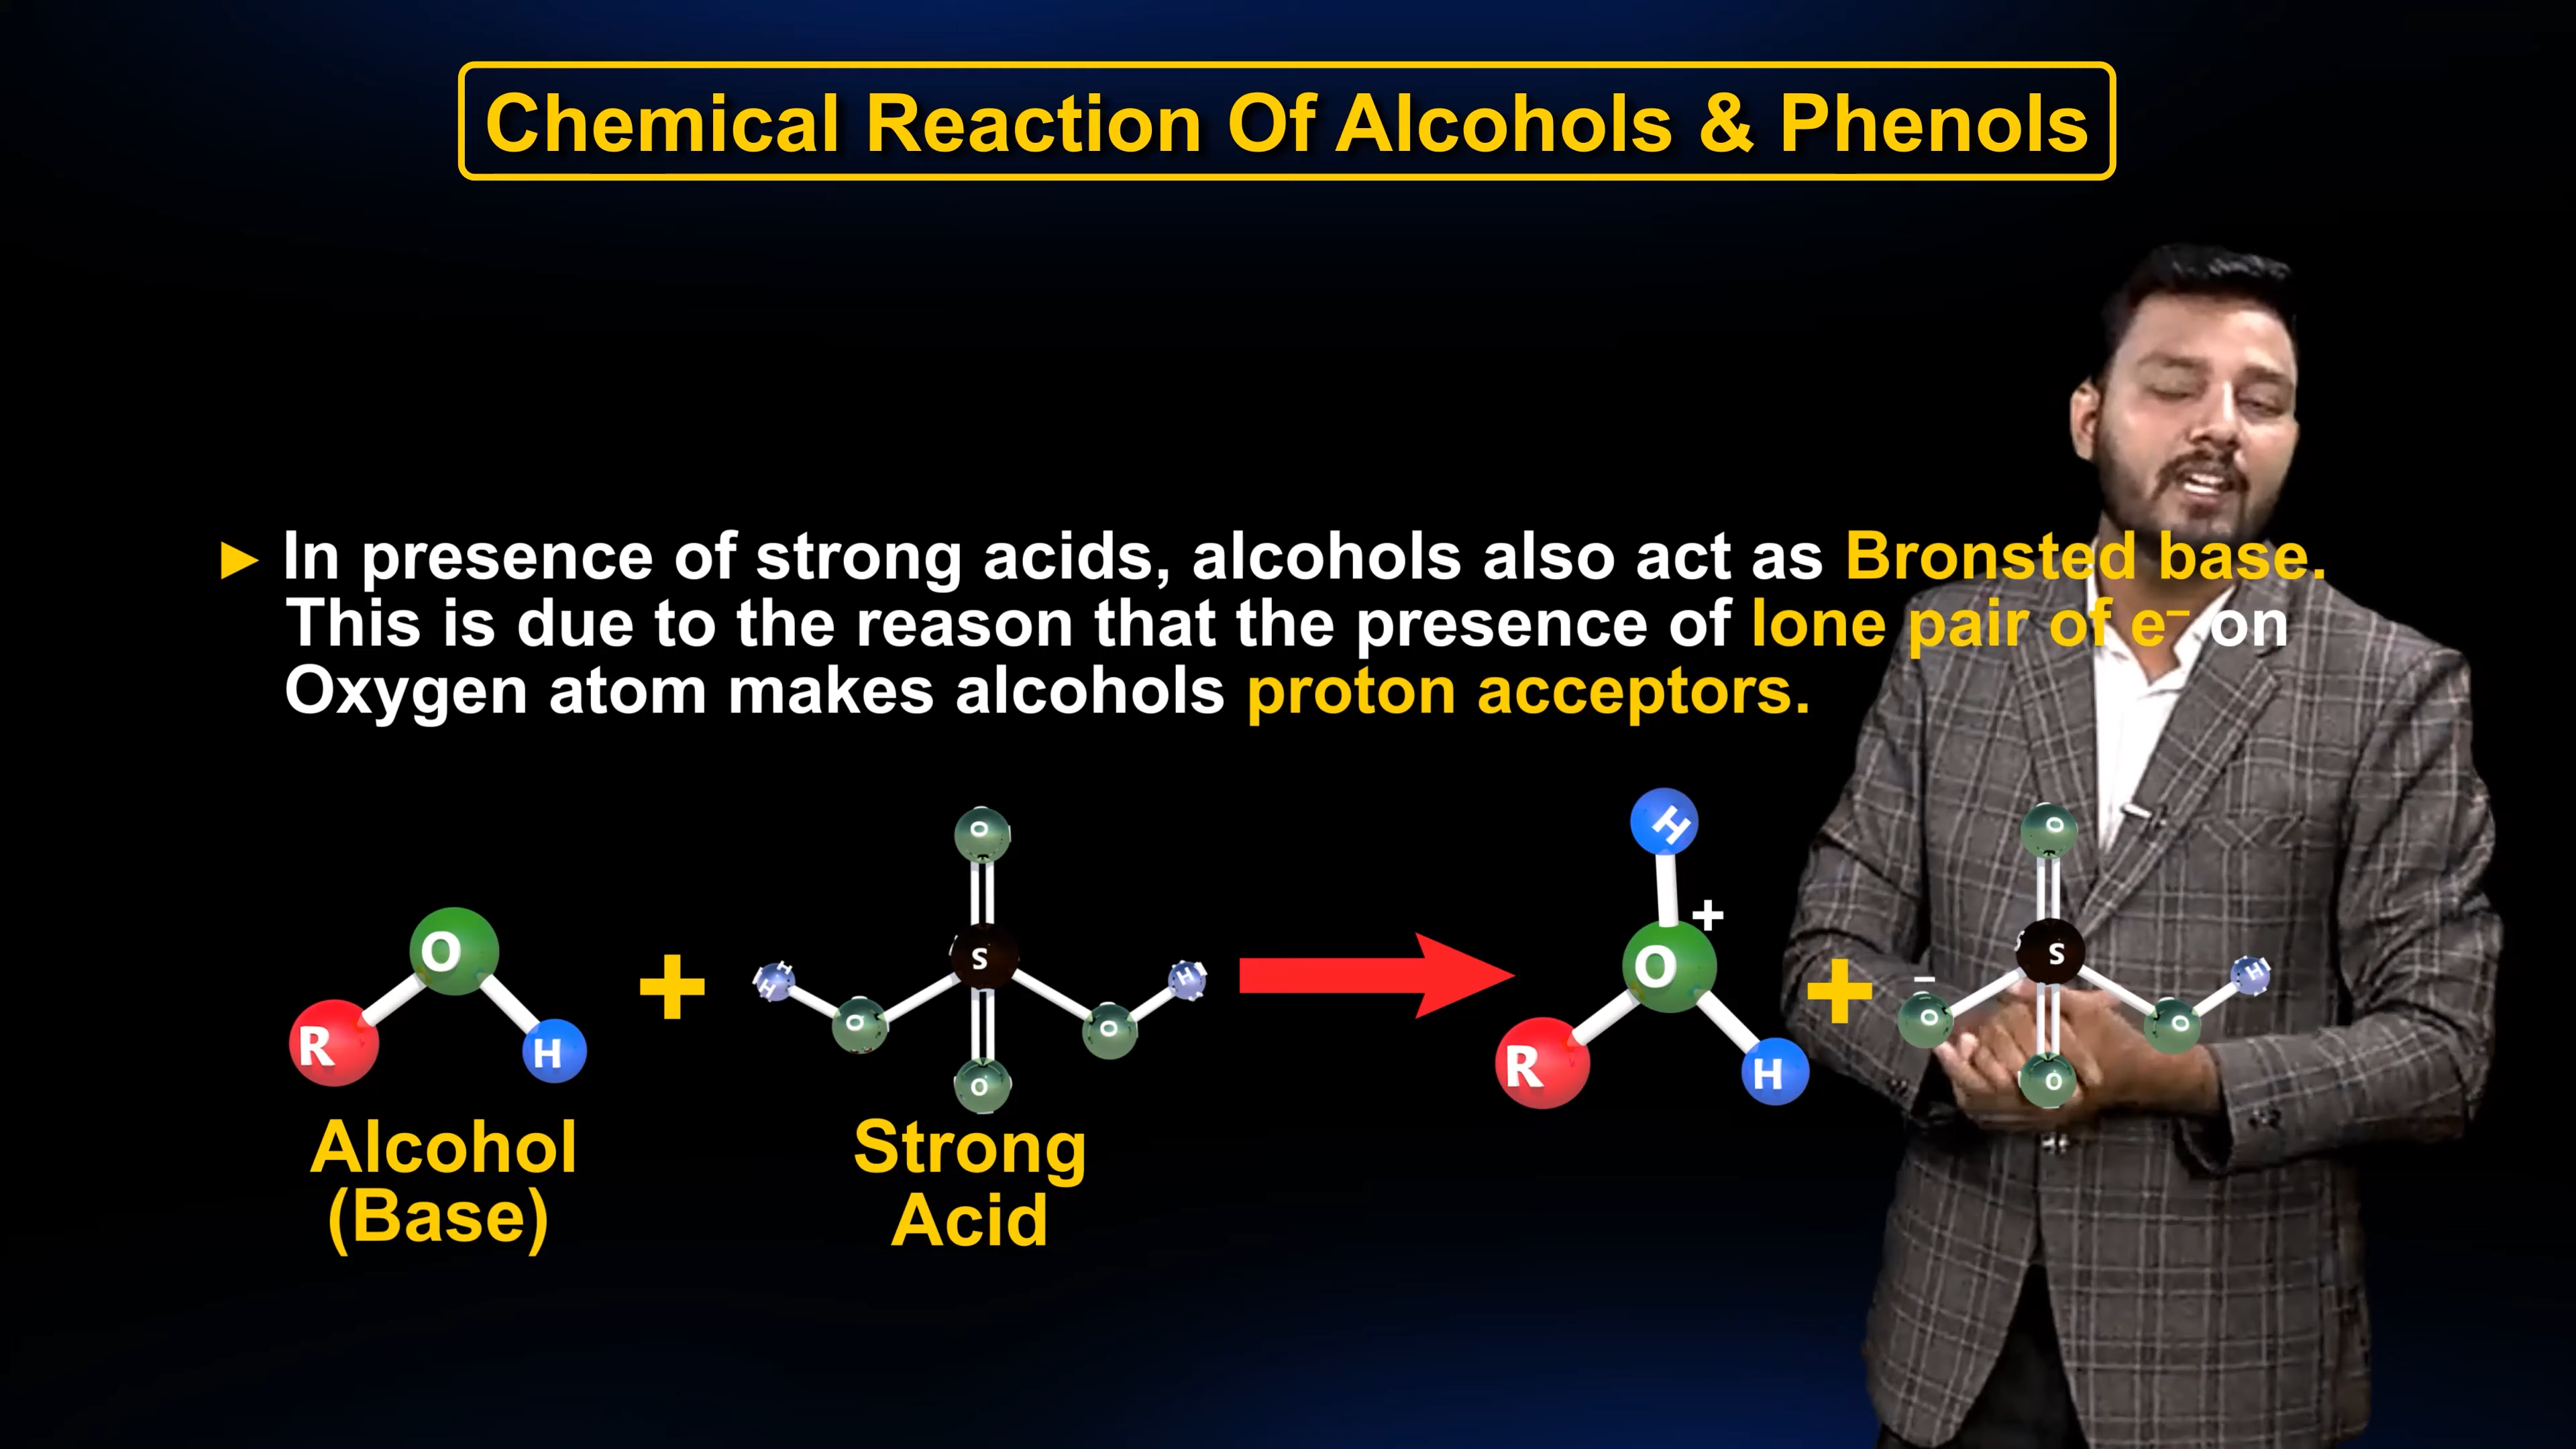 Chemical Reaction Of Alcohols & Phenols
► In presence of strong acids, alcohols also act as Bronsted base.
This is due to the reason that the presence of lone pair of e⁻ on
Oxygen atom makes alcohols proton acceptors.
H
O O
+
O S O + S
H H H
R H + O O R H − O O
O O
Alcohol Strong
(Base) Acid